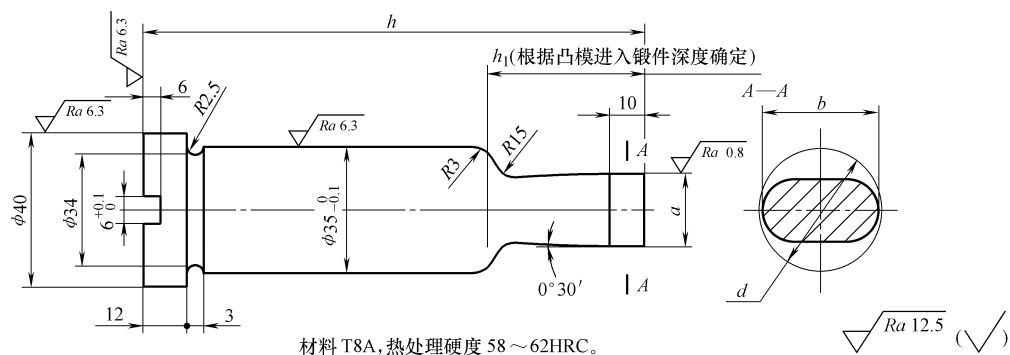 h
h₁(根据凸模进入锻件深度确定)
Ra 6.3
6
R2.5
10
A—A
b
Ra 6.3
Ra 6.3
R3
R15
A
Ra 0.8
ϕ40
ϕ34
6 +0.1 0
ϕ35 0 -0.1
a
0°30′
A
d
12
3
Ra 12.5 (√)
材料 T8A,热处理硬度 58～62HRC。